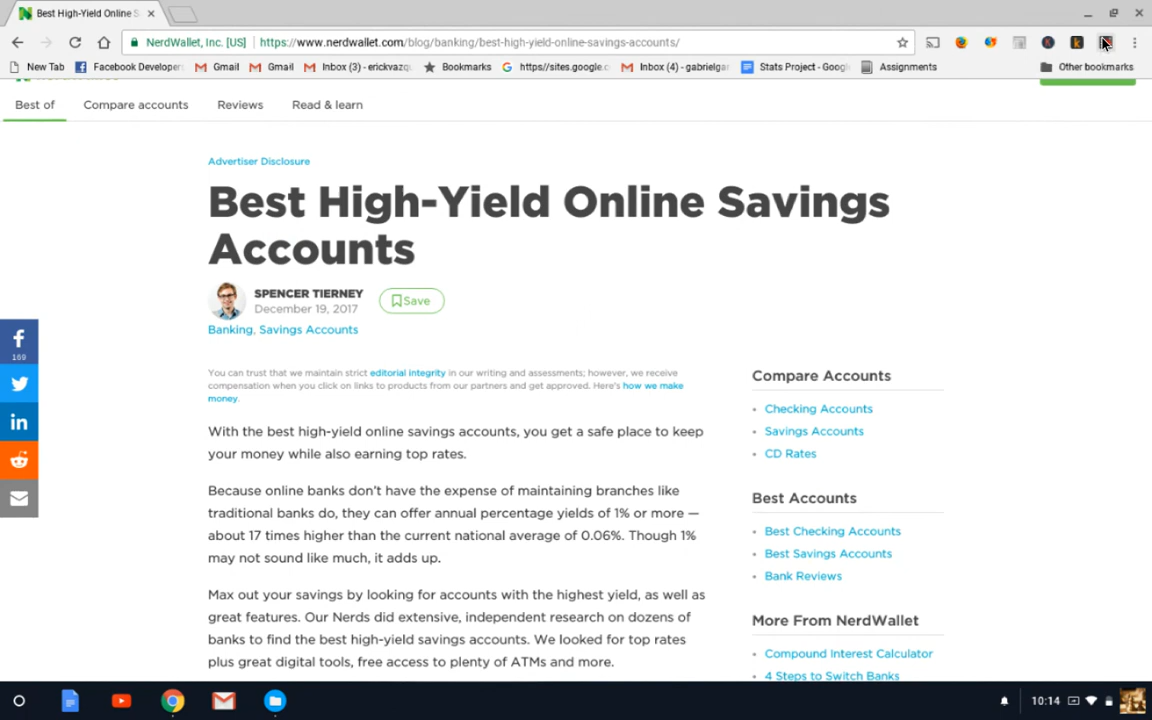 Best High-Yield Online S
NerdWallet, Inc. [US]
https://www.nerdwallet.com/blog/banking/best-high-yield-online-savings-accounts/
New Tab
Facebook Developer
Gmail
Gmail
Inbox (3) - erickvazq
Bookmarks
https//sites.google.c
Inbox (4) - gabrielga
Stats Project - Goog
Assignments
Other bookmarks
Best of
Compare accounts
Reviews
Read & learn
Advertiser Disclosure
Best High-Yield Online Savings
Accounts
SPENCER TIERNEY
December 19, 2017
Save
Banking, Savings Accounts
169
You can trust that we maintain strict editorial integrity in our writing and assessments; however, we receive
compensation when you click on links to products from our partners and get approved. Here's how we make
money.
With the best high-yield online savings accounts, you get a safe place to keep
your money while also earning top rates.
Because online banks don't have the expense of maintaining branches like
traditional banks do, they can offer annual percentage yields of 1% or more —
about 17 times higher than the current national average of 0.06%. Though 1%
may not sound like much, it adds up.
Max out your savings by looking for accounts with the highest yield, as well as
great features. Our Nerds did extensive, independent research on dozens of
banks to find the best high-yield savings accounts. We looked for top rates
plus great digital tools, free access to plenty of ATMs and more.
Compare Accounts
Checking Accounts
Savings Accounts
CD Rates
Best Accounts
Best Checking Accounts
Best Savings Accounts
Bank Reviews
More From NerdWallet
Compound Interest Calculator
4 Steps to Switch Banks
10:14